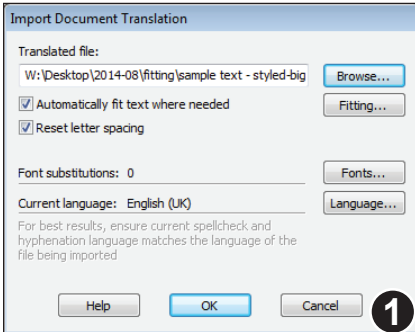 Import Document Translation
Translated file:
W:\Desktop\2014-08\fitting\sample text - styled-big
Browse...
Automatically fit text where needed
Fitting...
Reset letter spacing
Font substitutions: 0
Fonts...
Current language: English (UK)
Language...
For best results, ensure current spellcheck and
hyphenation language matches the language of the
file being imported
Help
OK
Cancel
1